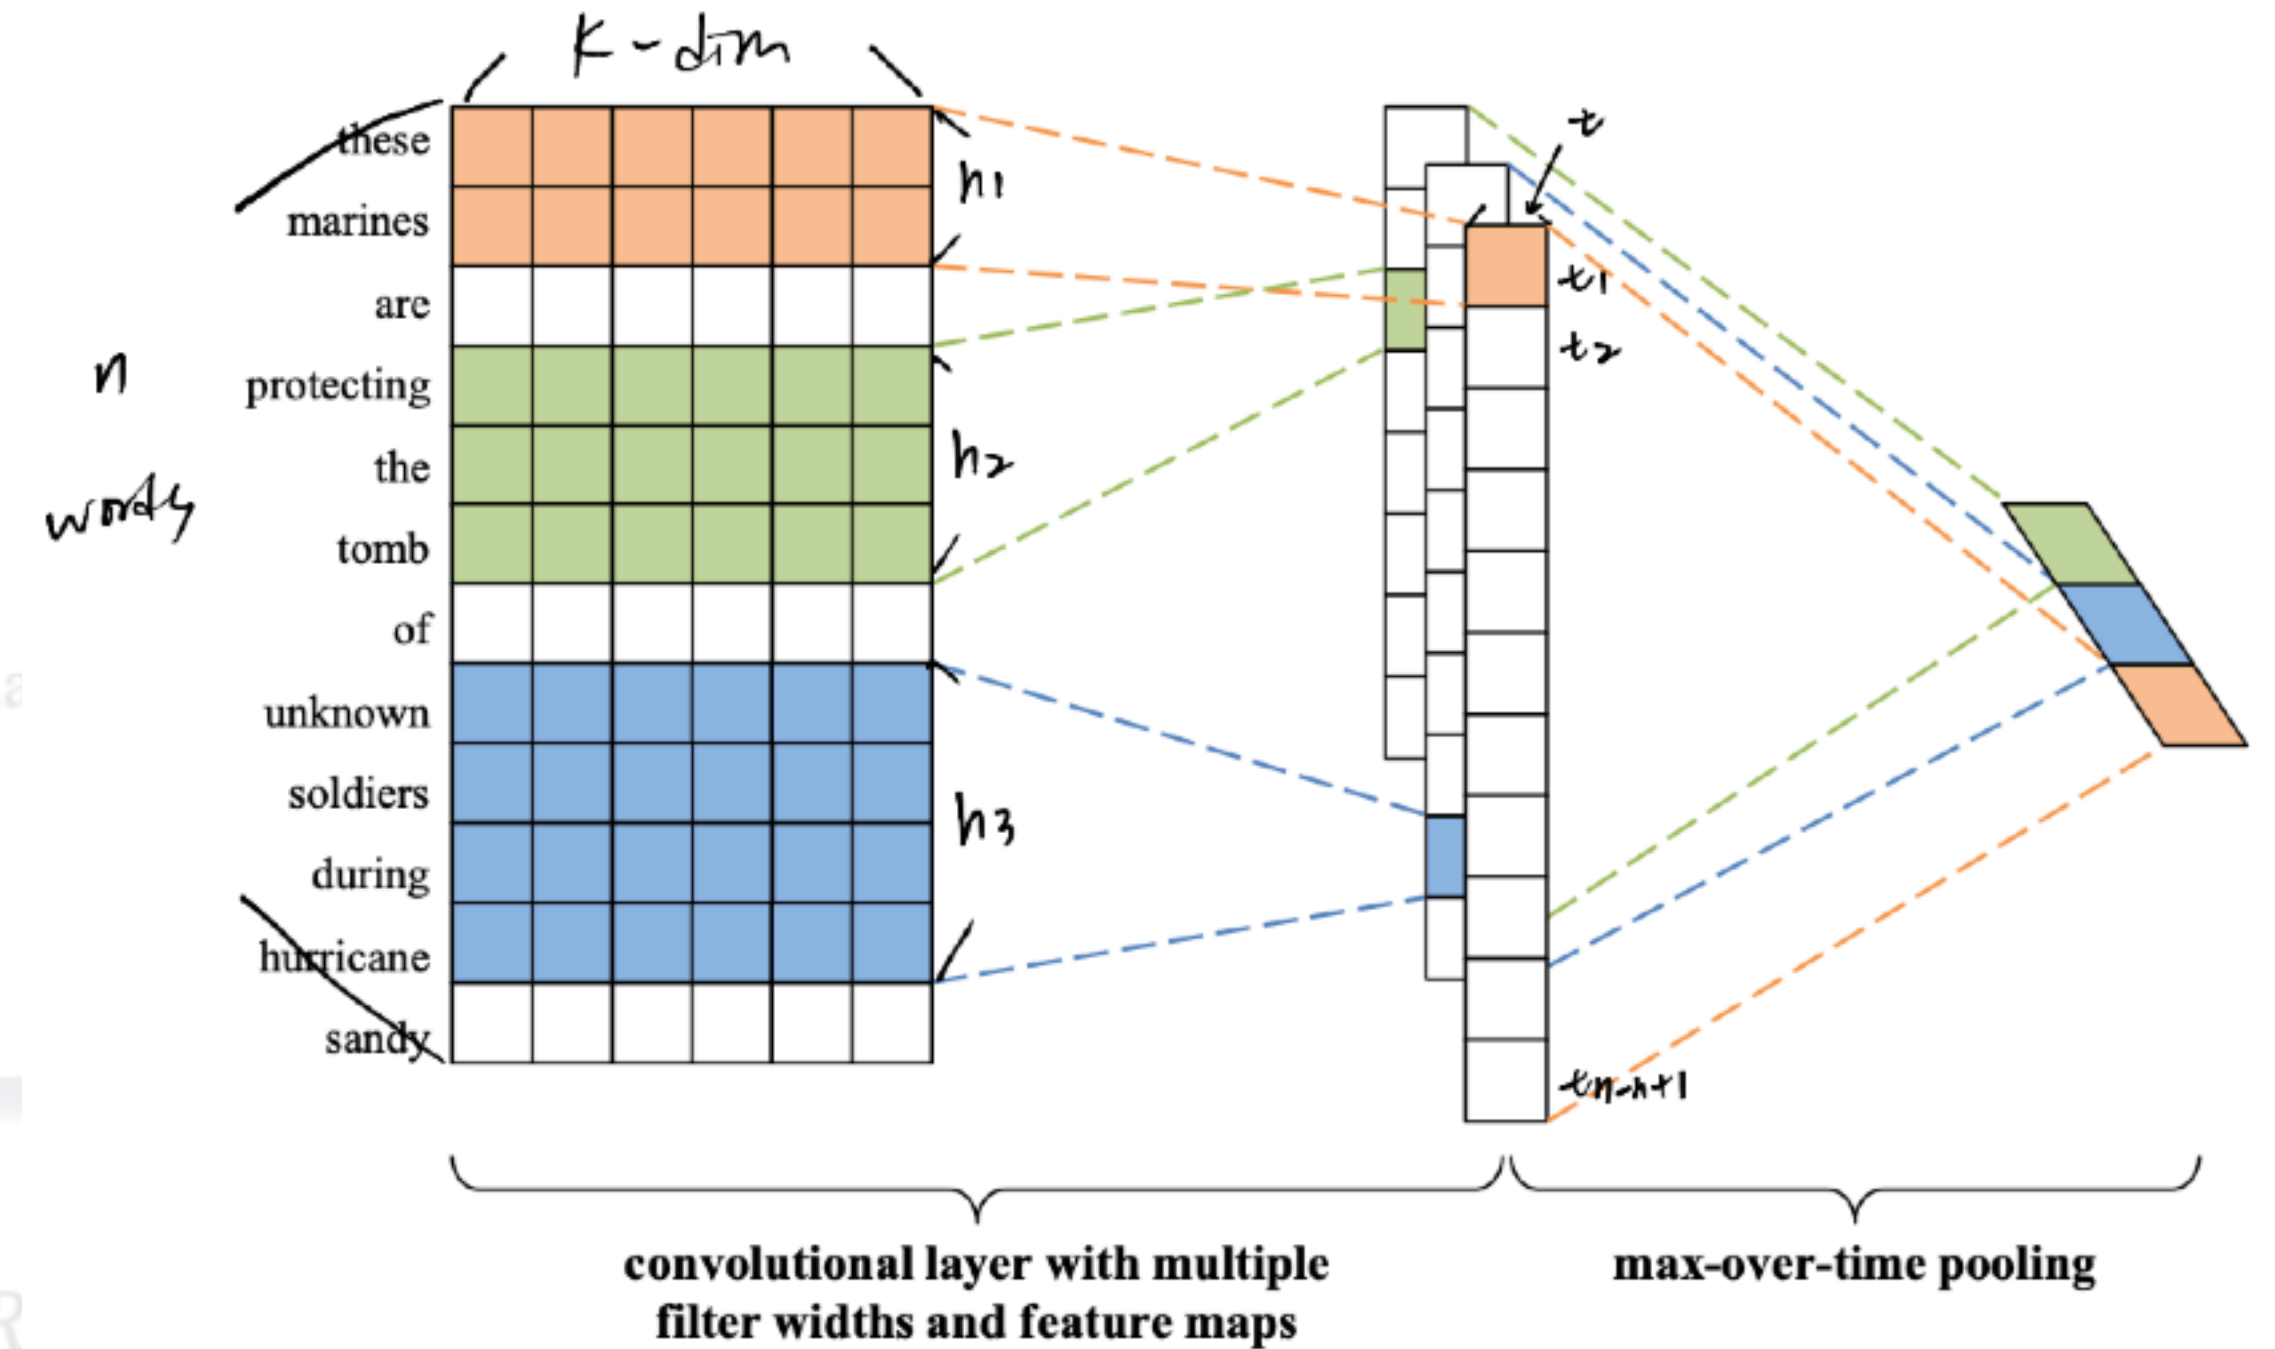 K-dim
these
marines
are
protecting
the
tomb
of
unknown
soldiers
during
hurricane
sandy
n
words
h1
h2
h3
t
t1
t2
tn-h+1
convolutional layer with multiple
filter widths and feature maps
max-over-time pooling